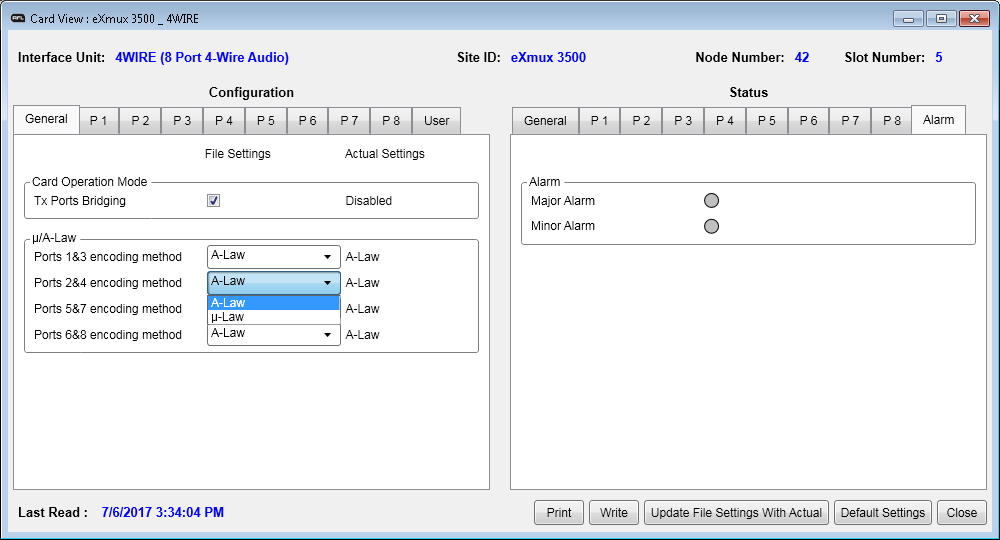 AFL Card View : eXmux 3500 _ 4WIRE
Interface Unit: 4WIRE (8 Port 4-Wire Audio) Site ID: eXmux 3500 Node Number: 42 Slot Number: 5
Configuration
General P 1 P 2 P 3 P 4 P 5 P 6 P 7 P 8 User
File Settings Actual Settings
Card Operation Mode
Tx Ports Bridging Disabled
µ/A-Law
Ports 1&3 encoding method A-Law A-Law
Ports 2&4 encoding method A-Law A-Law
A-Law
Ports 5&7 encoding method A-Law
µ-Law
Ports 6&8 encoding method A-Law A-Law
Status
General P 1 P 2 P 3 P 4 P 5 P 6 P 7 P 8 Alarm
Alarm
Major Alarm
Minor Alarm
Last Read : 7/6/2017 3:34:04 PM
Print Write Update File Settings With Actual Default Settings Close